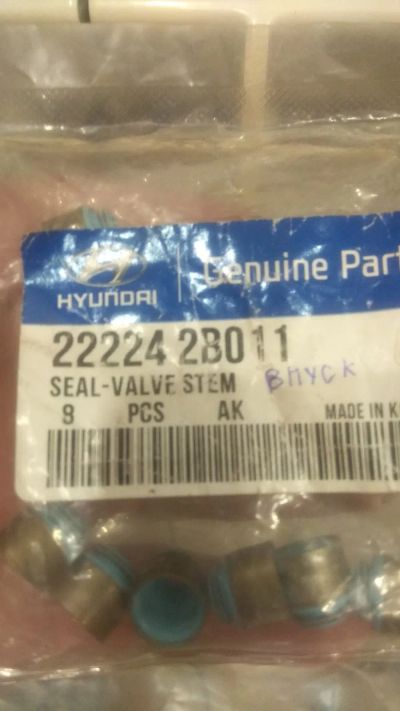 HYUNDAI
Genuine Part
22224 2B011
SEAL-VALVE STEM впуск
8 PCS AK MADE IN K